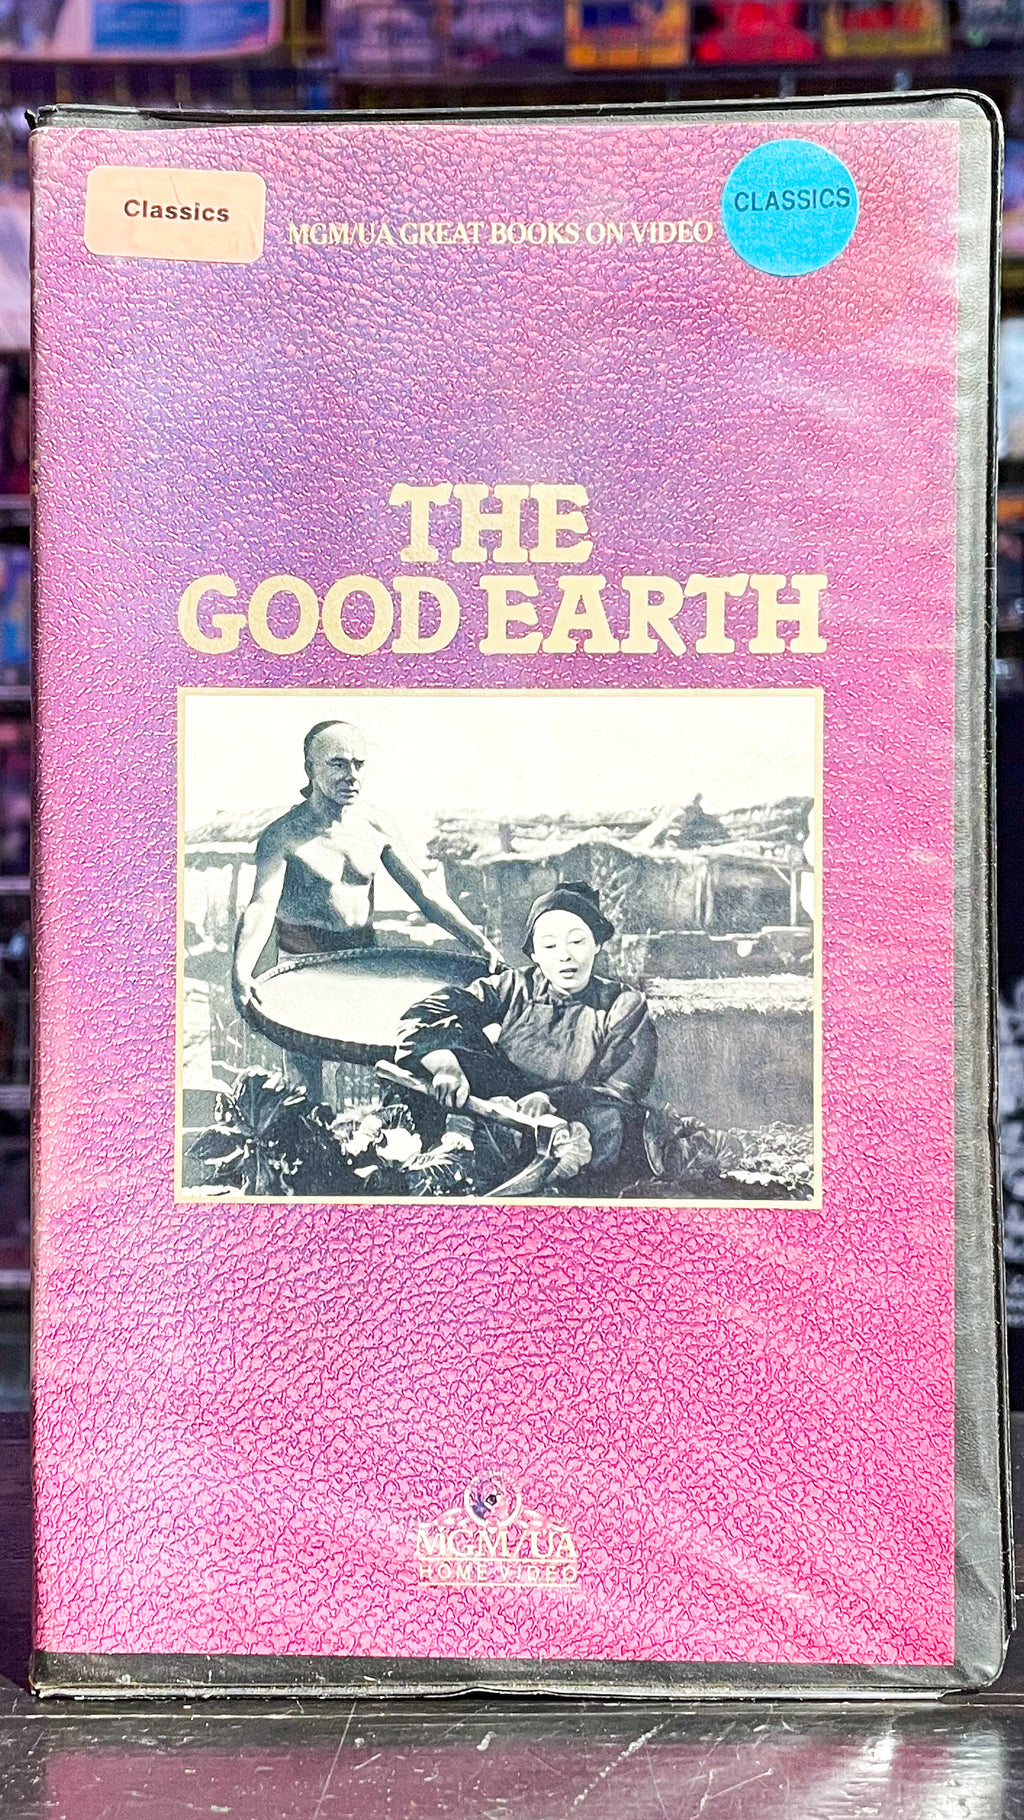 Classics
MGM/UA GREAT BOOKS ON VIDEO
CLASSICS
THE
GOOD EARTH
MGM/UA
HOME VIDEO